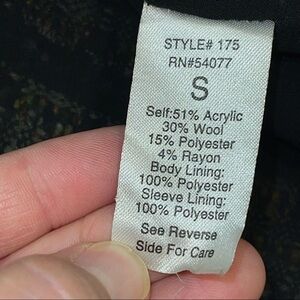 STYLE# 175
RN#54077
S
Self:51% Acrylic
30% Wool
15% Polyester
4% Rayon
Body Lining:
100% Polyester
Sleeve Lining:
100% Polyester
See Reverse
Side For Care